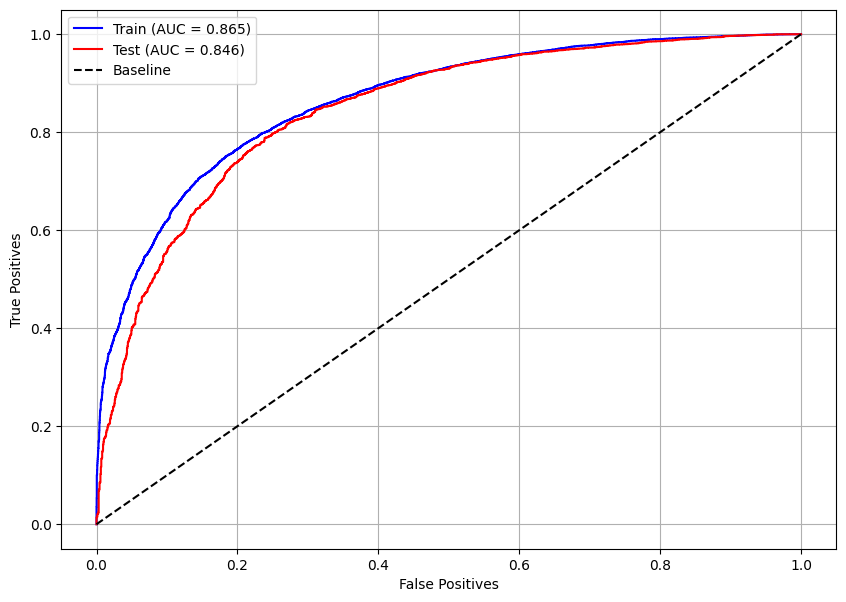 Train (AUC = 0.865)
Test (AUC = 0.846)
Baseline
1.0
0.8
0.6
0.4
0.2
0.0
True Positives
0.0 0.2 0.4 0.6 0.8 1.0
False Positives